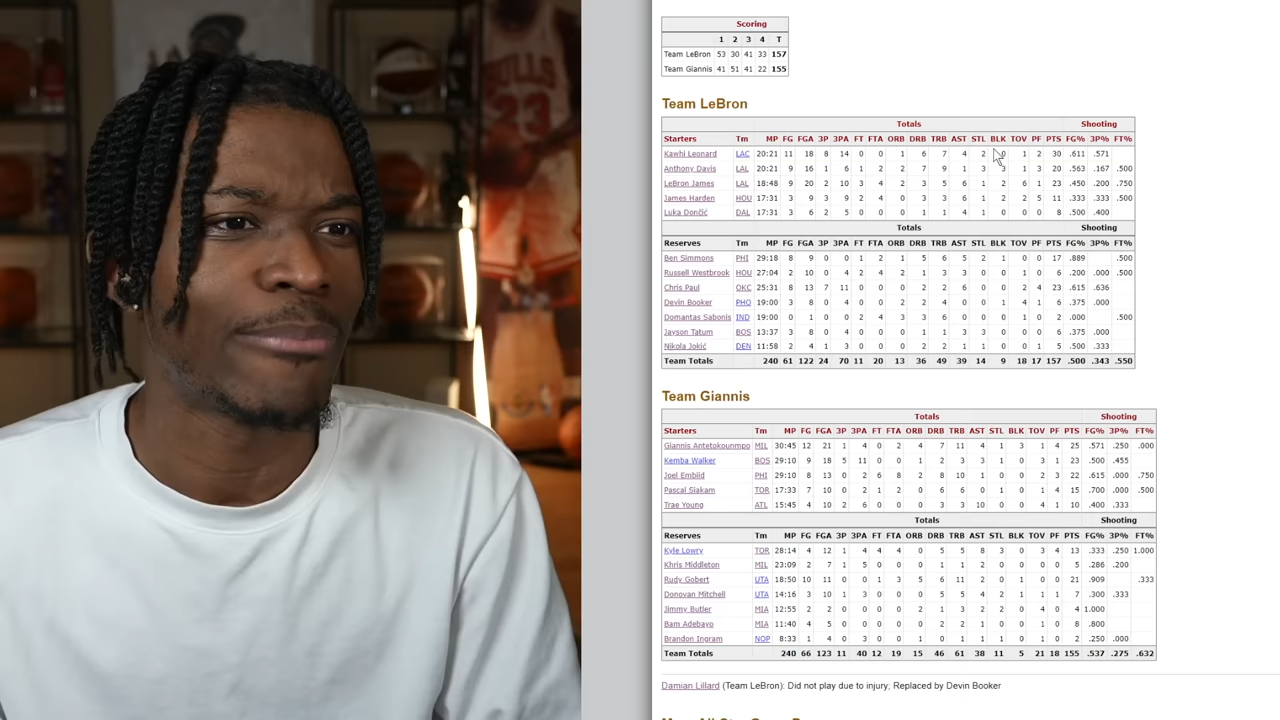 BULLS
23
Scoring
1 2 3 4 T
Team LeBron 53 30 41 33 157
Team Giannis 41 51 41 22 155
Team LeBron
Totals Shooting
Starters Tm MP FG FGA 3P 3PA FT FTA ORB DRB TRB AST STL BLK TOV PF PTS FG% 3P% FT%
Kawhi Leonard LAC 20:21 11 18 8 14 0 0 1 6 7 4 2 0 1 2 30 .611 .571
Anthony Davis LAL 20:21 9 16 1 6 1 2 2 7 9 1 3 3 1 3 20 .563 .167 .500
LeBron James LAL 18:48 9 20 2 10 3 4 2 3 5 6 1 2 6 1 23 .450 .200 .750
James Harden HOU 17:31 3 9 3 9 2 4 0 3 3 6 1 2 2 5 11 .333 .333 .500
Luka Dončić DAL 17:31 3 6 2 5 0 0 0 1 1 4 1 0 0 0 8 .500 .400
Totals Shooting
Reserves Tm MP FG FGA 3P 3PA FT FTA ORB DRB TRB AST STL BLK TOV PF PTS FG% 3P% FT%
Ben Simmons PHI 29:18 8 9 0 0 1 2 1 5 6 5 2 1 0 0 17 .889 .500
Russell Westbrook HOU 27:04 2 10 0 4 2 4 2 1 3 3 0 0 1 0 6 .200 .000 .500
Chris Paul OKC 25:31 8 13 7 11 0 0 0 2 2 6 0 0 2 4 23 .615 .636
Devin Booker PHO 19:00 3 8 0 4 0 0 2 2 4 0 0 1 4 1 6 .375 .000
Domantas Sabonis IND 19:00 0 1 0 0 2 4 3 3 6 0 0 0 1 0 2 .000 .500
Jayson Tatum BOS 13:37 3 8 0 4 0 0 0 1 1 3 3 0 0 1 6 .375 .000
Nikola Jokić DEN 11:58 2 4 1 3 0 0 0 2 2 1 1 0 0 1 5 .500 .333
Team Totals 240 61 122 24 70 11 20 13 36 49 39 14 9 18 17 157 .500 .343 .550
Team Giannis
Totals Shooting
Starters Tm MP FG FGA 3P 3PA FT FTA ORB DRB TRB AST STL BLK TOV PF PTS FG% 3P% FT%
Giannis Antetokounmpo MIL 30:45 12 21 1 4 0 2 4 7 11 4 1 3 1 4 25 .571 .250 .000
Kemba Walker BOS 29:10 9 18 5 11 0 0 1 2 3 3 1 0 3 1 23 .500 .455
Joel Embiid PHI 29:10 8 13 0 2 6 8 2 8 10 1 0 0 2 3 22 .615 .000 .750
Pascal Siakam TOR 17:33 7 10 0 2 1 2 0 6 6 0 1 0 1 4 15 .700 .000 .500
Trae Young ATL 15:45 4 10 2 6 0 0 0 3 3 10 0 0 4 1 10 .400 .333
Totals Shooting
Reserves Tm MP FG FGA 3P 3PA FT FTA ORB DRB TRB AST STL BLK TOV PF PTS FG% 3P% FT%
Kyle Lowry TOR 28:14 4 12 1 4 4 4 0 5 5 8 3 0 3 4 13 .333 .250 1.000
Khris Middleton MIL 23:09 2 7 1 5 0 0 0 1 1 2 0 0 0 0 5 .286 .200
Rudy Gobert UTA 18:50 10 11 0 0 1 3 5 6 11 2 0 1 0 0 21 .909 .333
Donovan Mitchell UTA 14:16 3 10 1 3 0 0 0 5 5 4 2 1 1 1 7 .300 .333
Jimmy Butler MIA 12:55 2 2 0 0 0 0 2 1 3 2 2 0 4 0 4 1.000
Bam Adebayo MIA 11:40 4 5 0 0 0 0 0 2 2 1 1 0 1 0 8 .800
Brandon Ingram NOP 8:33 1 4 0 3 0 0 1 0 1 1 1 0 1 0 2 .250 .000
Team Totals 240 66 123 11 40 12 19 15 46 61 38 11 5 21 18 155 .537 .275 .632
Damian Lillard (Team LeBron): Did not play due to injury; Replaced by Devin Booker